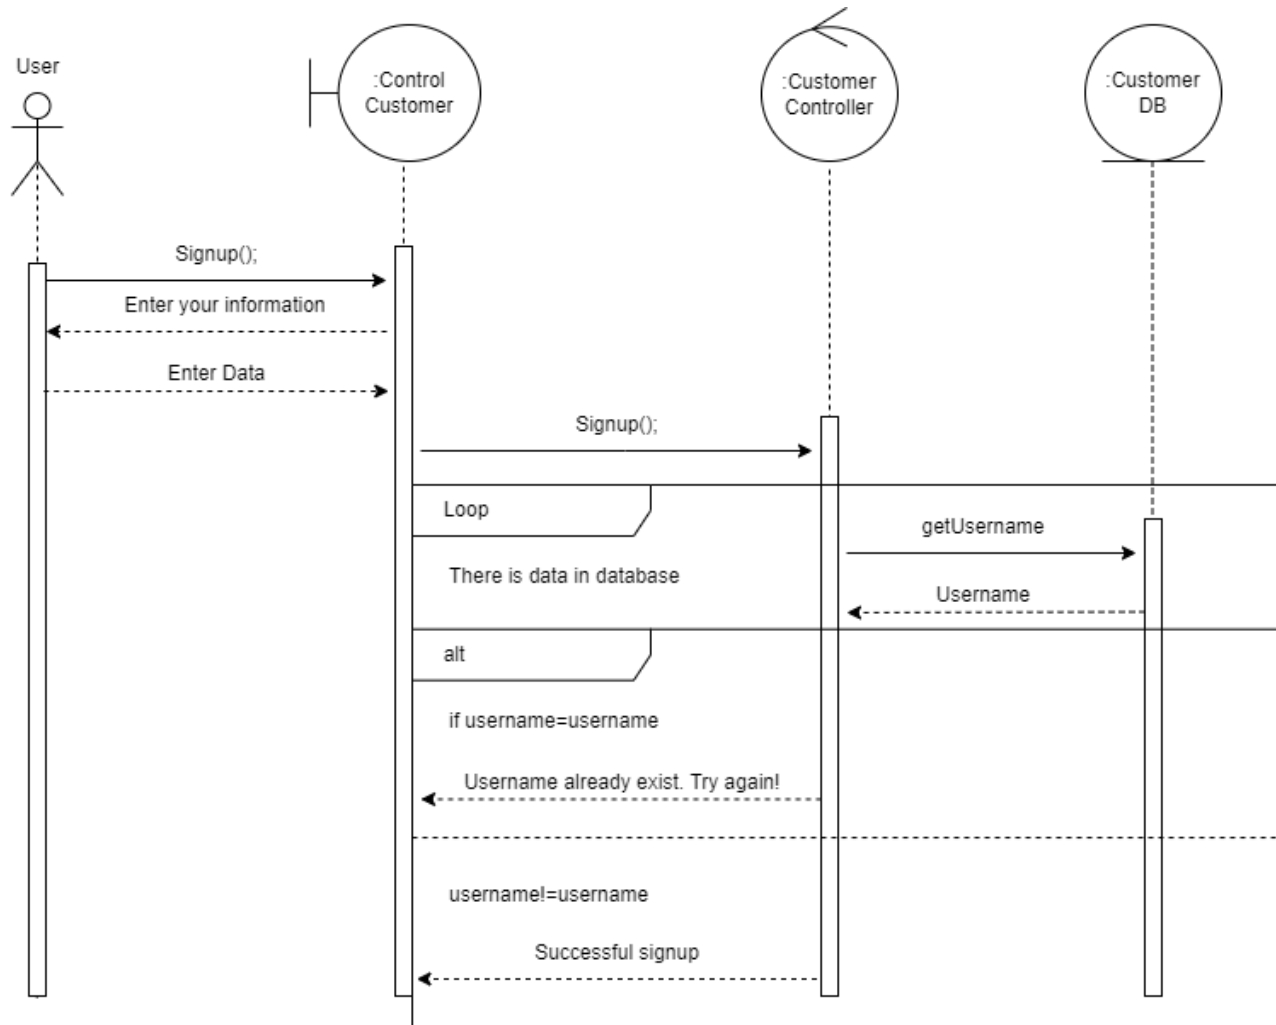 User
:Control
Customer
:Customer
Controller
:Customer
DB
Signup();
Enter your information
Enter Data
Signup();
Loop
getUsername
There is data in database
Username
alt
if username=username
Username already exist. Try again!
username!=username
Successful signup